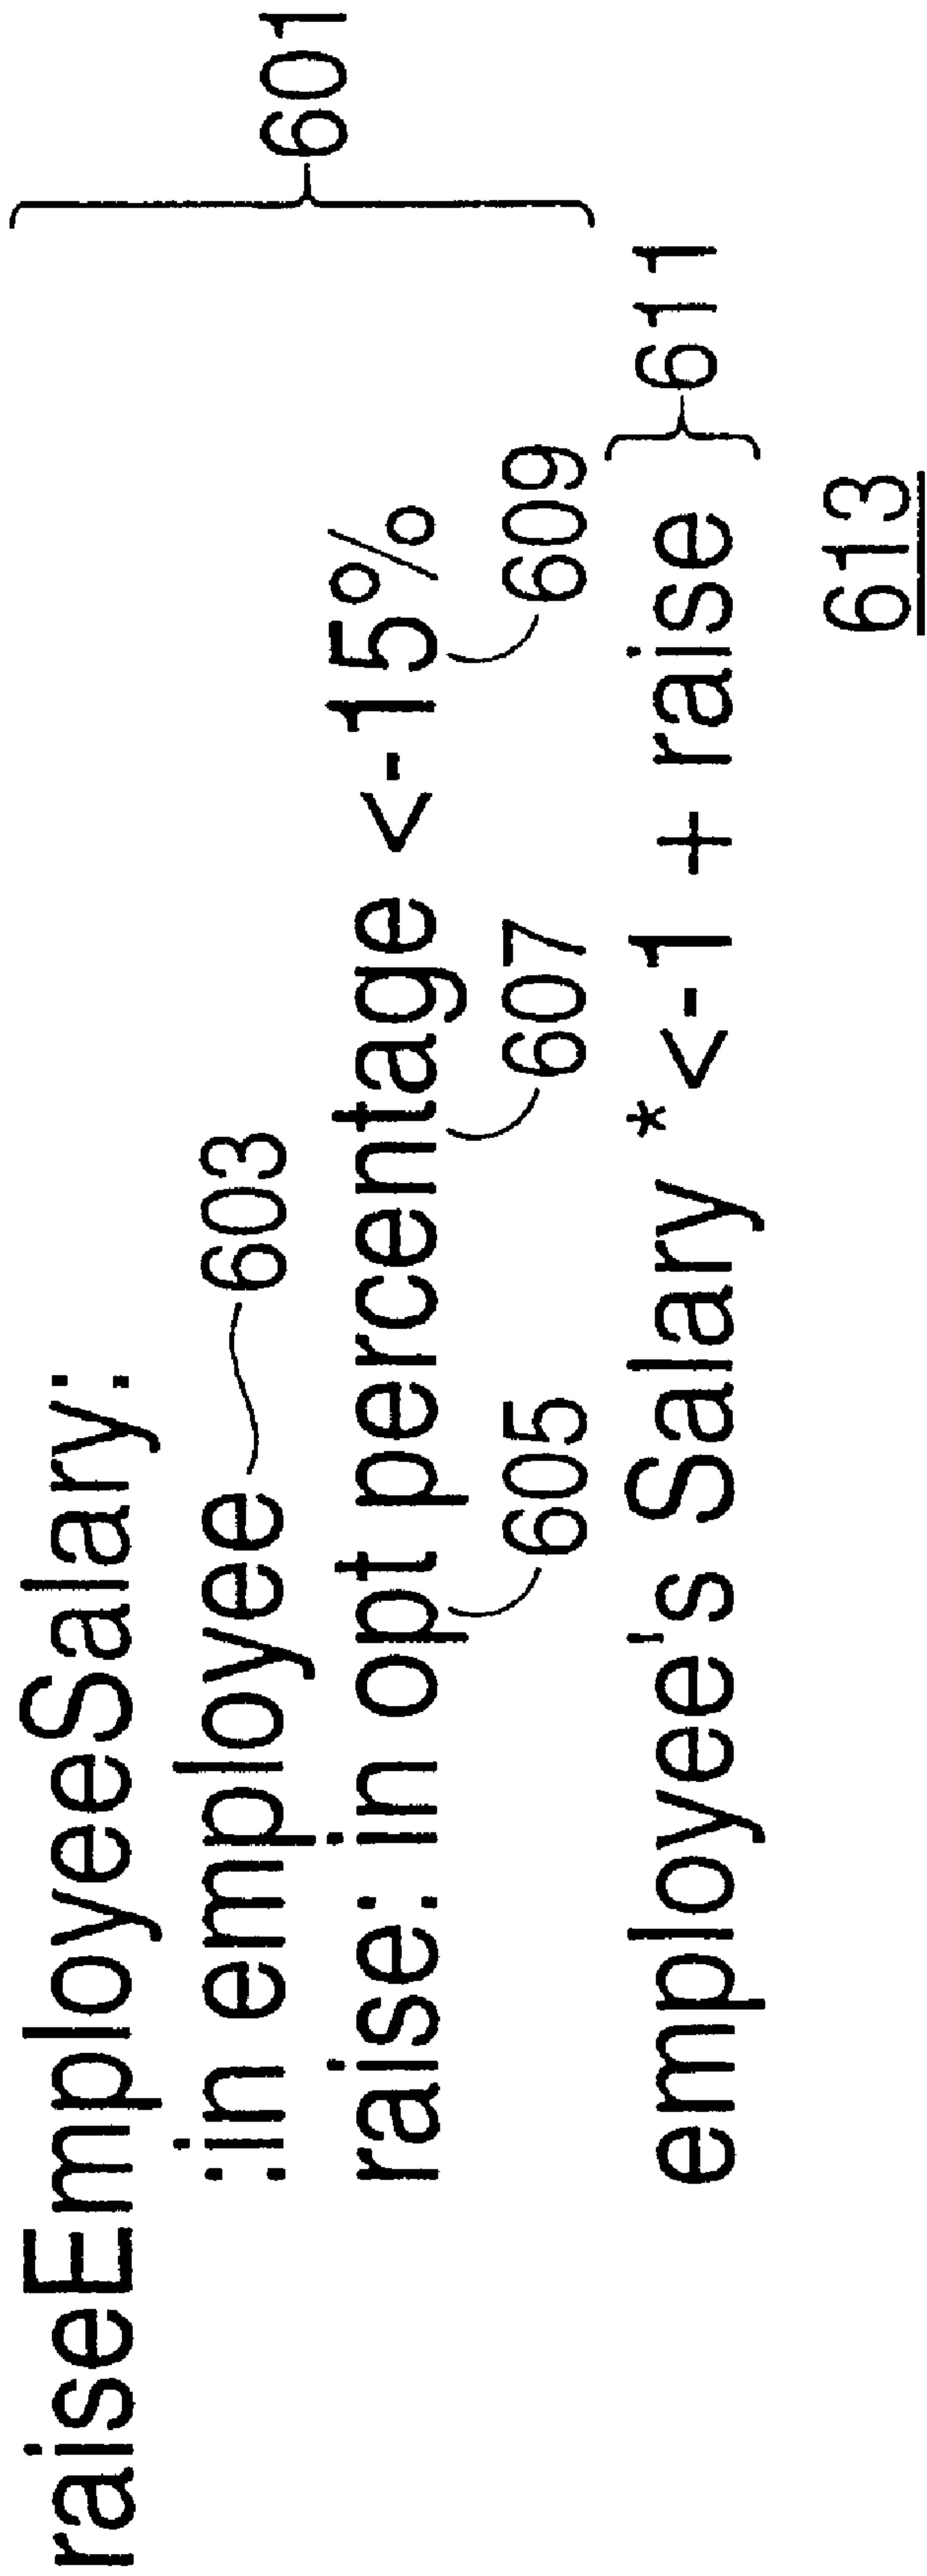 raiseEmployeeSalary:
:in employee 603
raise: in opt percentage <-15%
601
605 607 609
employee's Salary *<-1 + raise
611
613